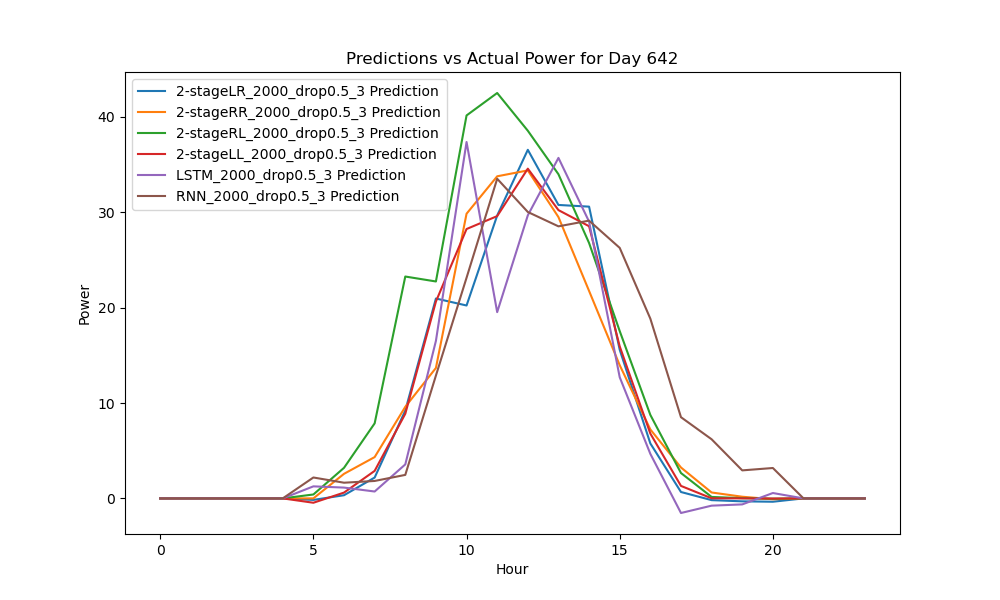 Predictions vs Actual Power for Day 642
2-stageLR_2000_drop0.5_3 Prediction
2-stageRR_2000_drop0.5_3 Prediction
2-stageRL_2000_drop0.5_3 Prediction
2-stageLL_2000_drop0.5_3 Prediction
LSTM_2000_drop0.5_3 Prediction
RNN_2000_drop0.5_3 Prediction
40
30
20
10
0
Power
0 5 10 15 20
Hour